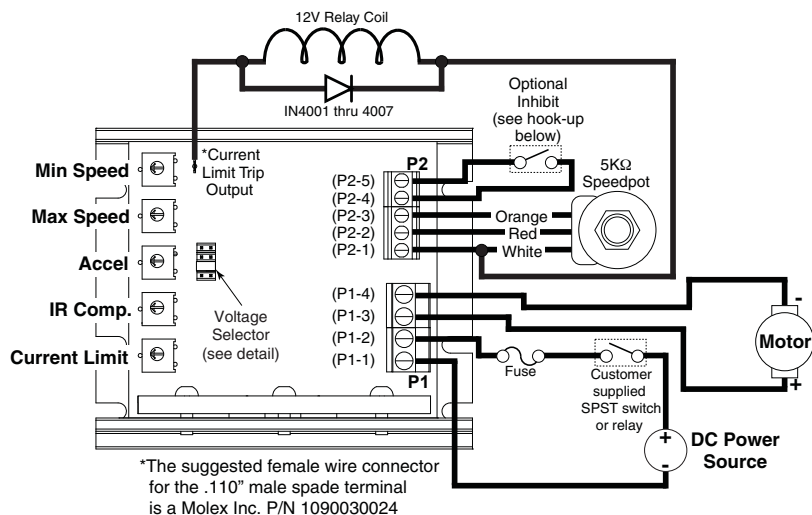 12V Relay Coil
IN4001 thru 4007
Optional
Inhibit
(see hook-up
below)
5KΩ
Speedpot
Min Speed
Max Speed
Accel
IR Comp.
Current Limit
*Current
Limit Trip
Output
Voltage
Selector
(see detail)
P2
(P2-5)
(P2-4)
(P2-3)
(P2-2)
(P2-1)
Orange
Red
White
(P1-4)
(P1-3)
(P1-2)
(P1-1)
P1
Fuse
Customer
supplied
SPST switch
or relay
-
Motor
+
+
-
DC Power
Source
*The suggested female wire connector
for the .110" male spade terminal
is a Molex Inc. P/N 1090030024